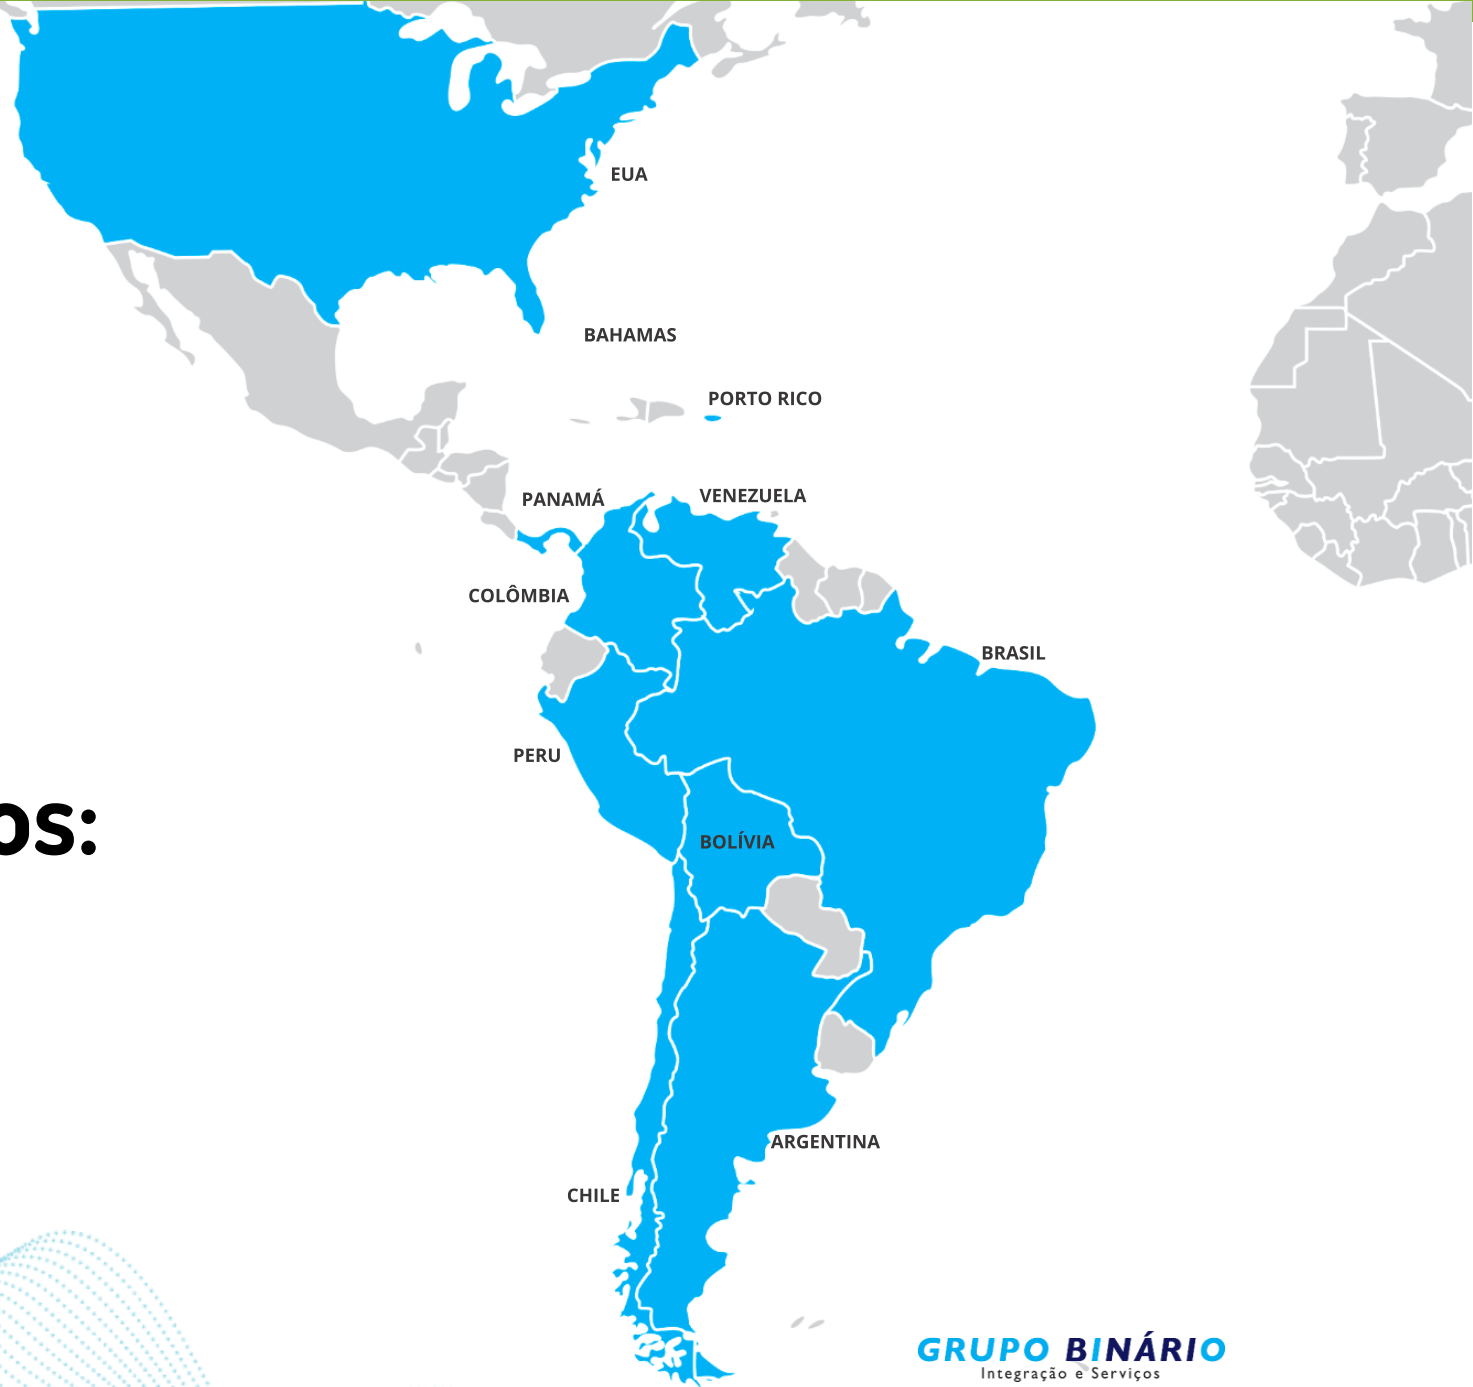 EUA
BAHAMAS
PORTO RICO
PANAMÁ
VENEZUELA
COLÔMBIA
BRASIL
PERU
os:
BOLÍVIA
ARGENTINA
CHILE
GRUPO BINÁRIO
Integração e Serviços